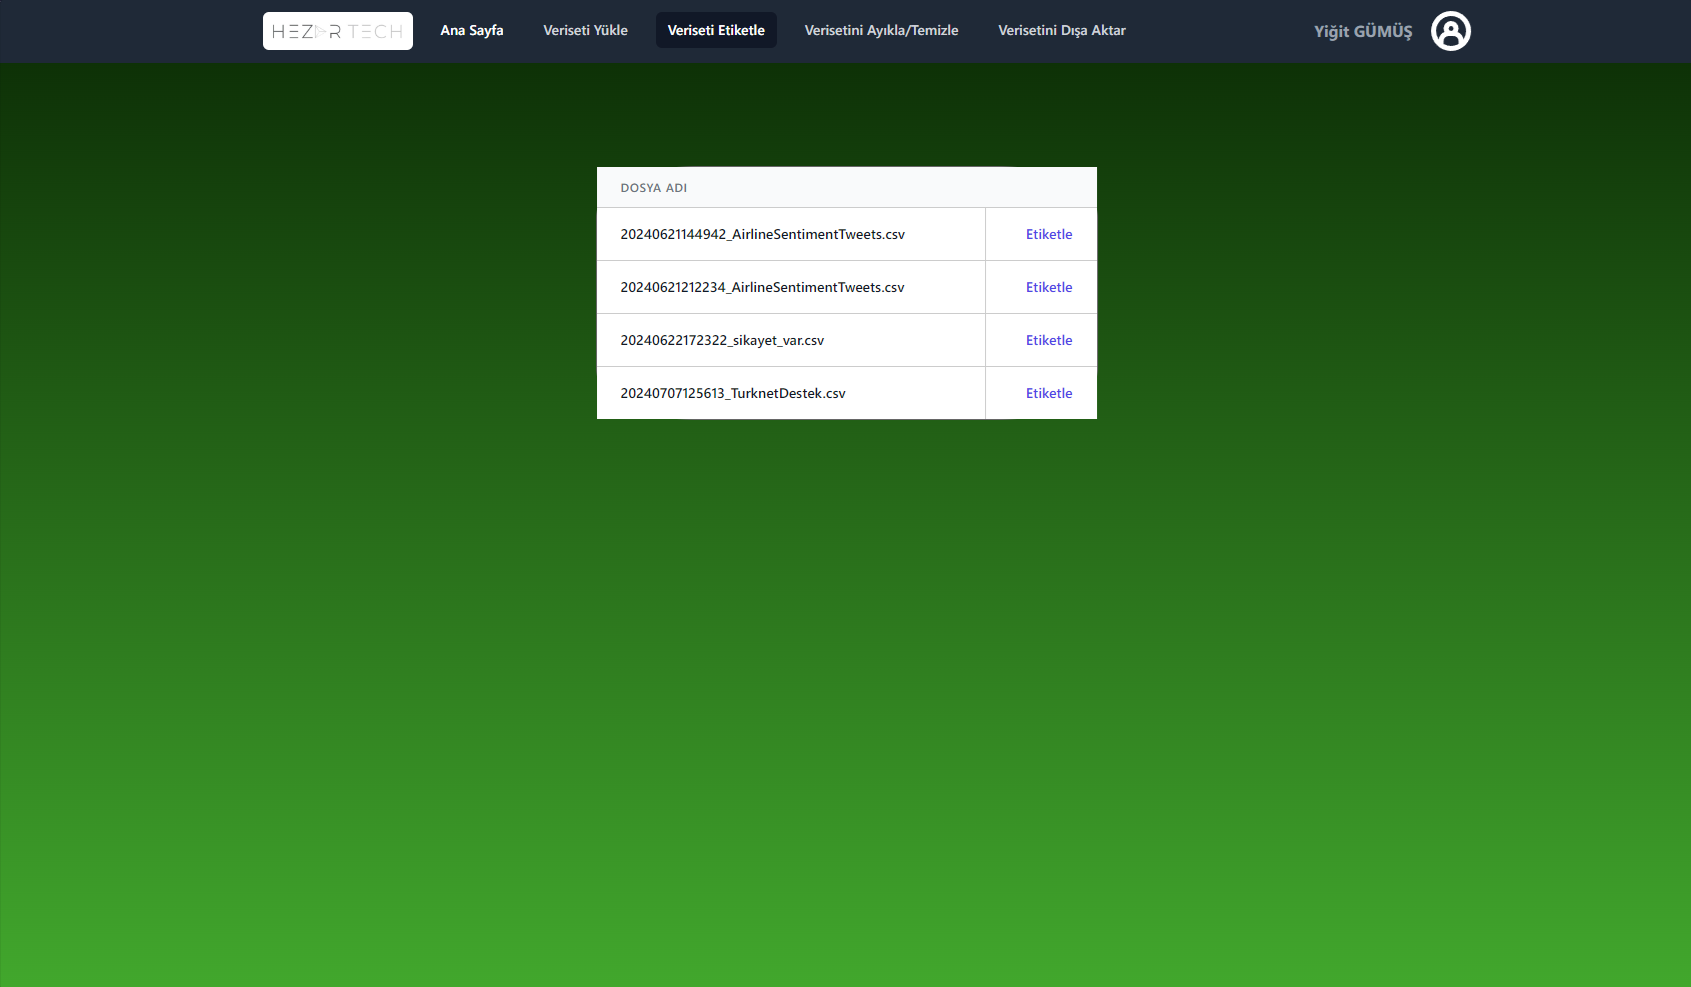 HEZAR TECH Ana Sayfa Veriseti Yükle Veriseti Etiketle Verisetini Ayıkla/Temizle Verisetini Dışa Aktar Yiğit GÜMÜŞ
DOSYA ADI
20240621144942_AirlineSentimentTweets.csv Etiketle
20240621212234_AirlineSentimentTweets.csv Etiketle
20240622172322_sikayet_var.csv Etiketle
20240707125613_TurknetDestek.csv Etiketle